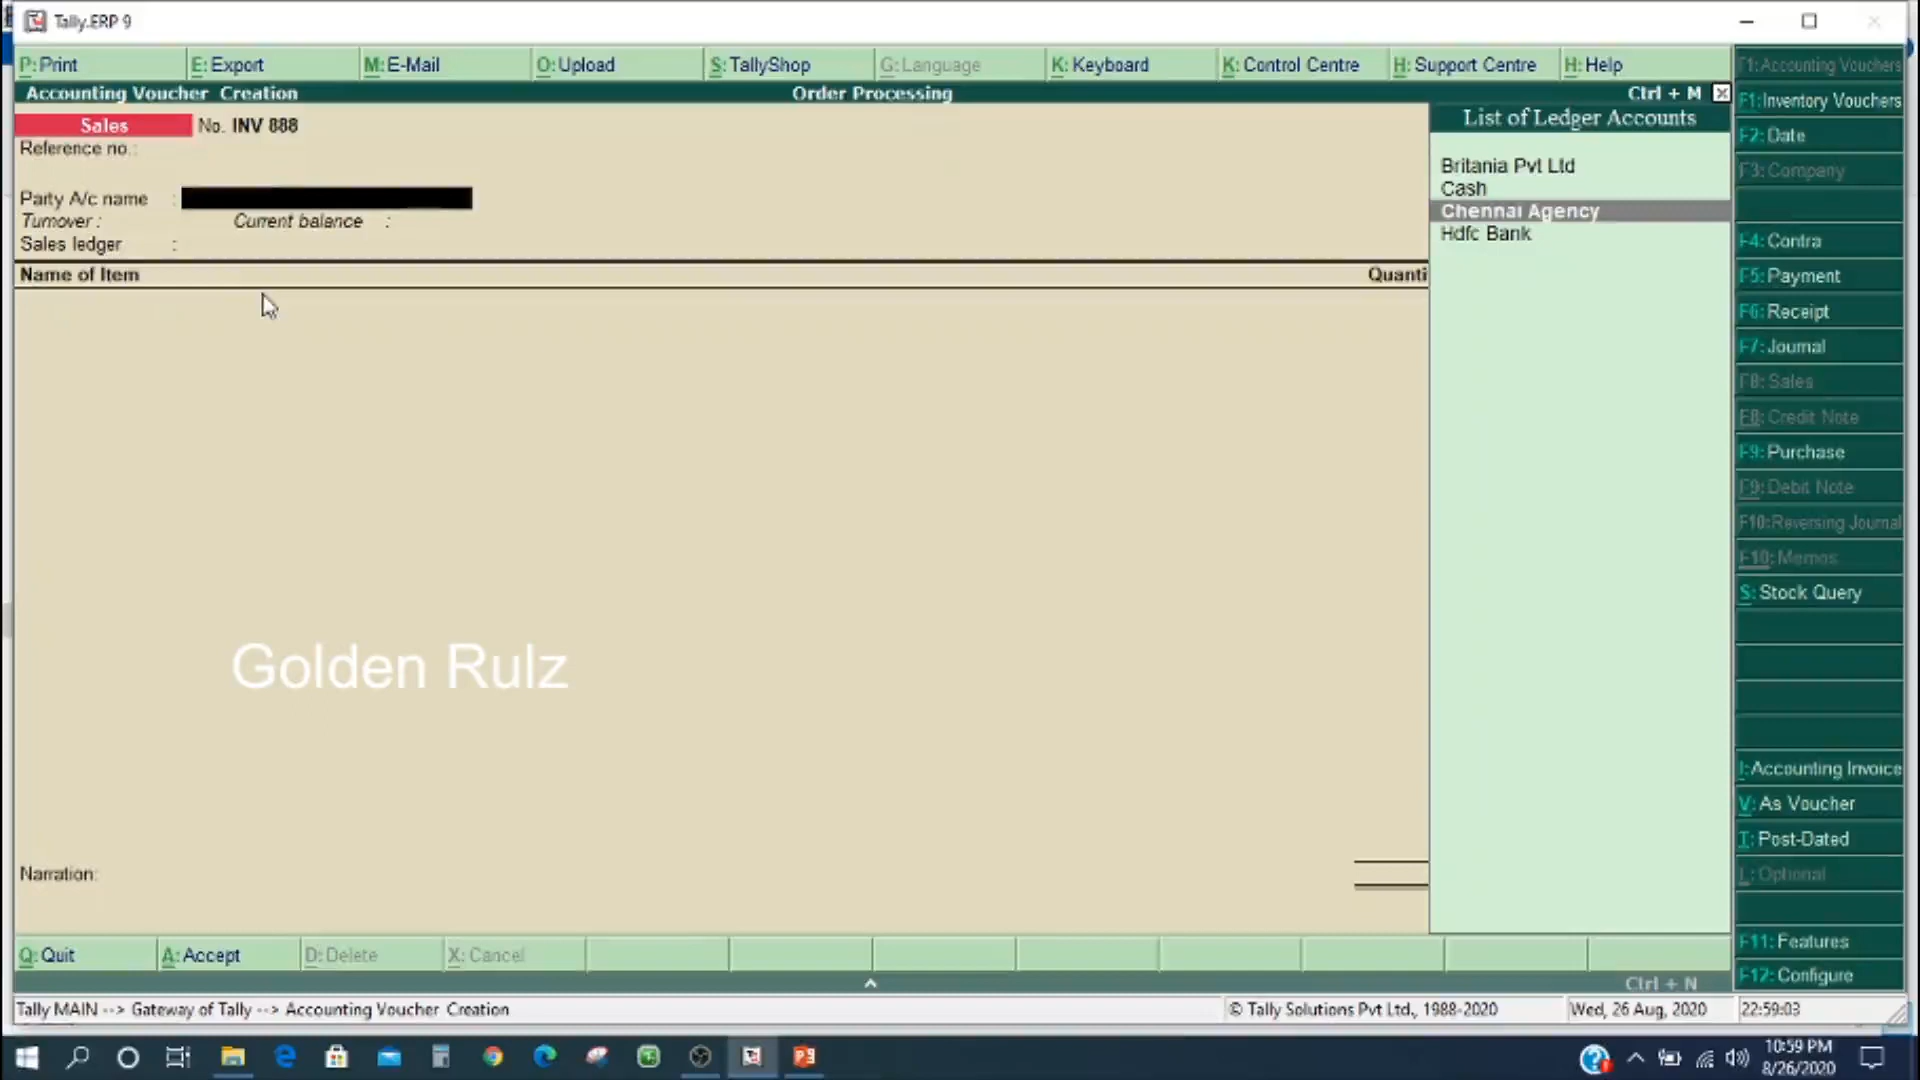 Tally.ERP 9
P: Print E: Export M: E-Mail O: Upload S: TallyShop G: Language K: Keyboard K: Control Centre H: Support Centre H: Help
Accounting Voucher Creation Order Processing Ctrl + M
Sales No. INV 888
Reference no.:
Party A/c name :
Turnover : Current balance :
Sales ledger :
Name of Item Quanti
Golden Rulz
Narration:
List of Ledger Accounts
Britania Pvt Ltd
Cash
Chennai Agency
Hdfc Bank
F1: Accounting Vouchers
F1: Inventory Vouchers
F2: Date
F3: Company
F4: Contra
F5: Payment
F6: Receipt
F7: Journal
F8: Sales
F8: Credit Note
F9: Purchase
F9: Debit Note
F10: Reversing Journal
F10: Memos
S: Stock Query
I: Accounting Invoice
V: As Voucher
T: Post-Dated
L: Optional
F11: Features
F12: Configure
Q: Quit A: Accept D: Delete X: Cancel
Ctrl + N
Tally MAIN --> Gateway of Tally --> Accounting Voucher Creation © Tally Solutions Pvt Ltd., 1988-2020 Wed, 26 Aug, 2020 22:59:03
10:59 PM
8/26/2020